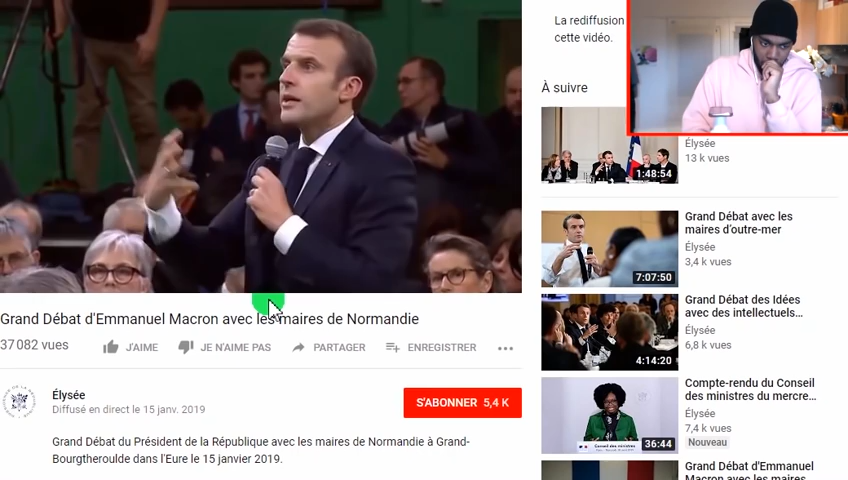 La rediffusion
cette vidéo.
À suivre
1:48:54
Élysée
13 k vues
Grand Débat avec les
maires d'outre-mer
Élysée
3,4 k vues
7:07:50
Grand Débat des Idées
avec des intellectuels...
Élysée
6,8 k vues
4:14:20
Compte-rendu du Conseil
des ministres du mercre...
Élysée
7,4 k vues
Nouveau
36:44
Grand Débat d'Emmanuel
Grand Débat d'Emmanuel Macron avec les maires de Normandie
37 082 vues
J'AIME
JE N'AIME PAS
PARTAGER
ENREGISTRER
Élysée
Diffusé en direct le 15 janv. 2019
S'ABONNER 5,4 K
Grand Débat du Président de la République avec les maires de Normandie à Grand-
Bourgtheroulde dans l'Eure le 15 janvier 2019.